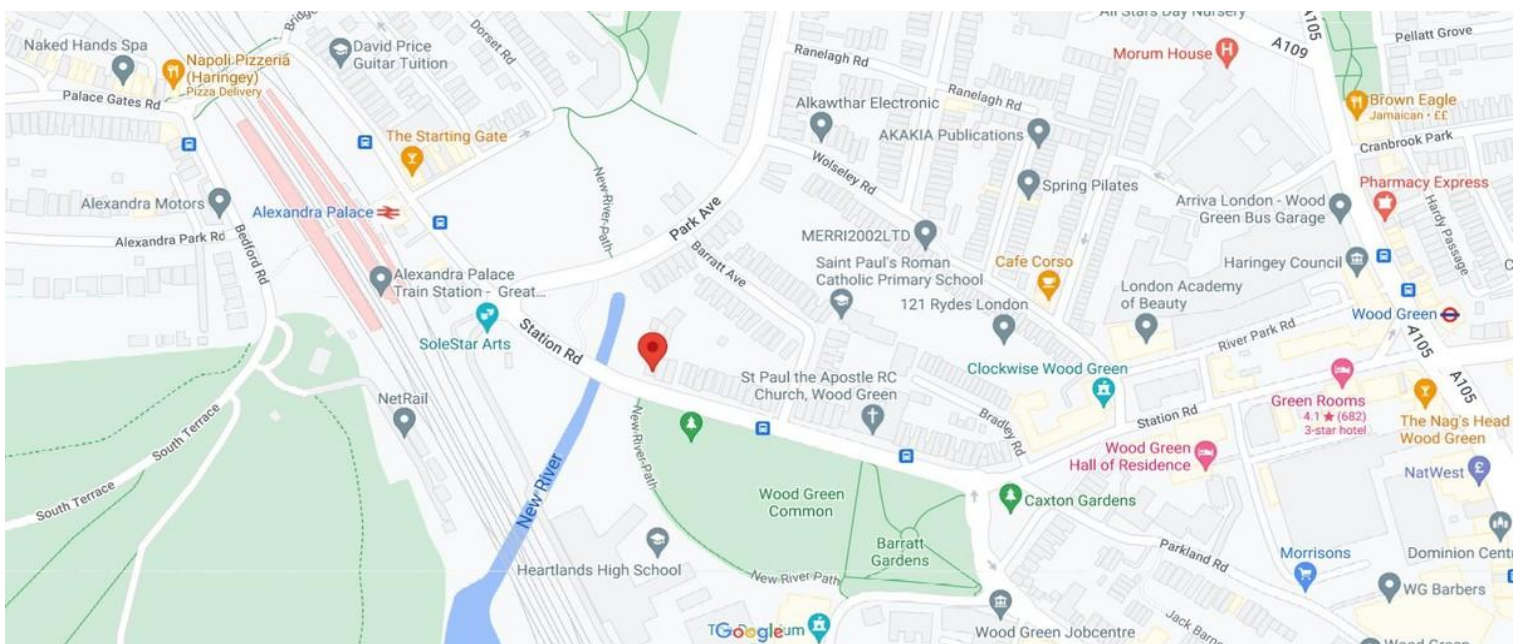 All Stars Day Nursery
Pellatt Grove
A105
A109
Naked Hands Spa
Napoli Pizzeria
(Haringey)
Pizza Delivery
David Price
Guitar Tuition
Dorset Rd
Ranelagh Rd
Morum House
Palace Gates Rd
Ranelagh Rd
Alkawthar Electronic
AKAKIA Publications
Brown Eagle
Jamaican • ££
Cranbrook Park
The Starting Gate
Wolseley Rd
New River Path
Spring Pilates
Pharmacy Express
Hardy Passage
Alexandra Motors
Alexandra Palace
Park Ave
Arriva London - Wood
Green Bus Garage
Alexandra Park Rd
Bedford Rd
MERRI2002LTD
Barratt Ave
Saint Paul's Roman
Catholic Primary School
Cafe Corso
Haringey Council
Alexandra Palace
Train Station - Great...
London Academy
of Beauty
121 Rydes London
Wood Green
River Park Rd
SoleStar Arts
Station Rd
A105
A105
St Paul the Apostle RC
Church, Wood Green
Clockwise Wood Green
NetRail
Green Rooms
4.1 ★ (682)
3-star hotel
Station Rd
The Nag's Head
Wood Green
South Terrace
New River Path
Bradley Rd
Wood Green
Hall of Residence
NatWest
South Terrace
New River
Wood Green
Common
Caxton Gardens
Barratt
Gardens
Parkland Rd
Morrisons
Dominion Cent
Heartlands High School
New River Path
WG Barbers
Google
um
Wood Green Jobcentre
Jack Barn
Wood Green